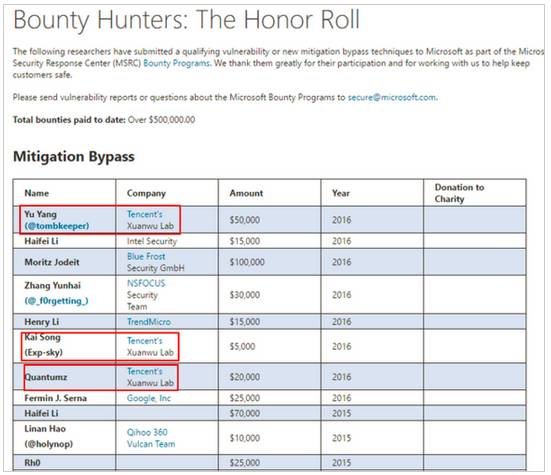 Bounty Hunters: The Honor Roll
The following researchers have submitted a qualifying vulnerability or new mitigation bypass techniques to Microsoft as part of the Micros
Security Response Center (MSRC) Bounty Programs. We thank them greatly for their participation and for working with us to help keep
customers safe.
Please send vulnerability reports or questions about the Microsoft Bounty Programs to secure@microsoft.com.
Total bounties paid to date: Over $500,000.00
Mitigation Bypass
Name Company Amount Year Donation to
Charity
Yu Yang Tencent's
(@tombkeeper) Xuanwu Lab $50,000 2016
Haifei Li Intel Security $15,000 2016
Moritz Jodeit Blue Frost
Security GmbH $100,000 2016
Zhang Yunhai NSFOCUS
(@_f0rgetting_) Security
Team $30,000 2016
Henry Li TrendMicro $15,000 2016
Kai Song Tencent's
(Exp-sky) Xuanwu Lab $5,000 2016
Quantumz Tencent's
Xuanwu Lab $20,000 2016
Fermin J. Serna Google, Inc $25,000 2016
Haifei Li $70,000 2015
Linan Hao Qihoo 360
(@holynop) Vulcan Team $10,000 2015
Rh0 $25,000 2015